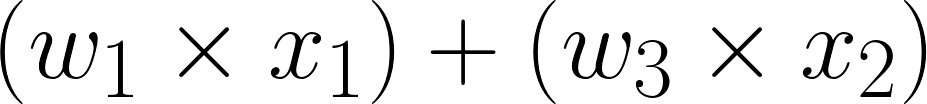 (w₁ × x₁) + (w₃ × x₂)